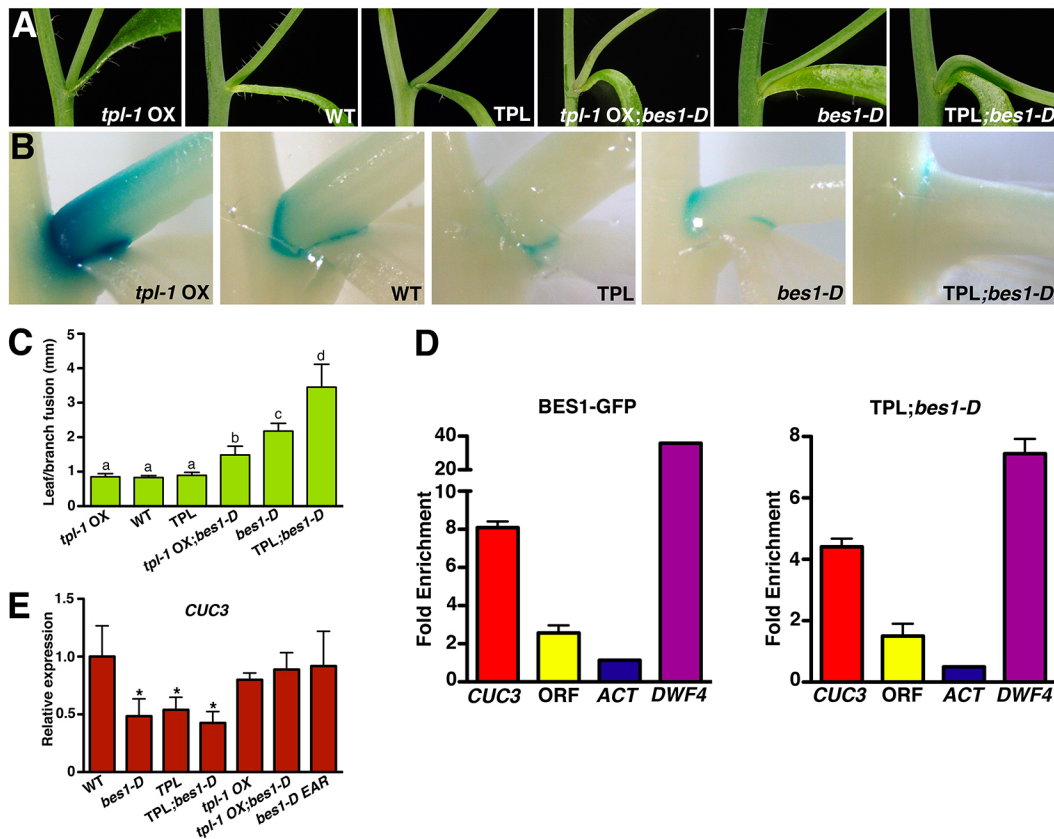 A
tpl-1 OX
WT
TPL
tpl-1 OX;bes1-D
bes1-D
TPL;bes1-D
B
tpl-1 OX
WT
TPL
bes1-D
TPL;bes1-D
C
Leaf/branch fusion (mm)
5
4
3
2
1
0
a
a
a
b
c
d
tpl-1 OX
WT
TPL
tpl-1 OX;bes1-D
bes1-D
TPL;bes1-D
D
BES1-GFP
Fold Enrichment
40
20
10
8
6
4
2
0
CUC3
ORF
ACT
DWF4
TPL;bes1-D
Fold Enrichment
8
6
4
2
0
CUC3
ORF
ACT
DWF4
E
CUC3
Relative expression
1.5
1.0
0.5
0
*
*
*
WT
bes1-D
TPL
TPL;bes1-D
tpl-1 OX
tpl-1 OX;bes1-D
bes1-D EAR